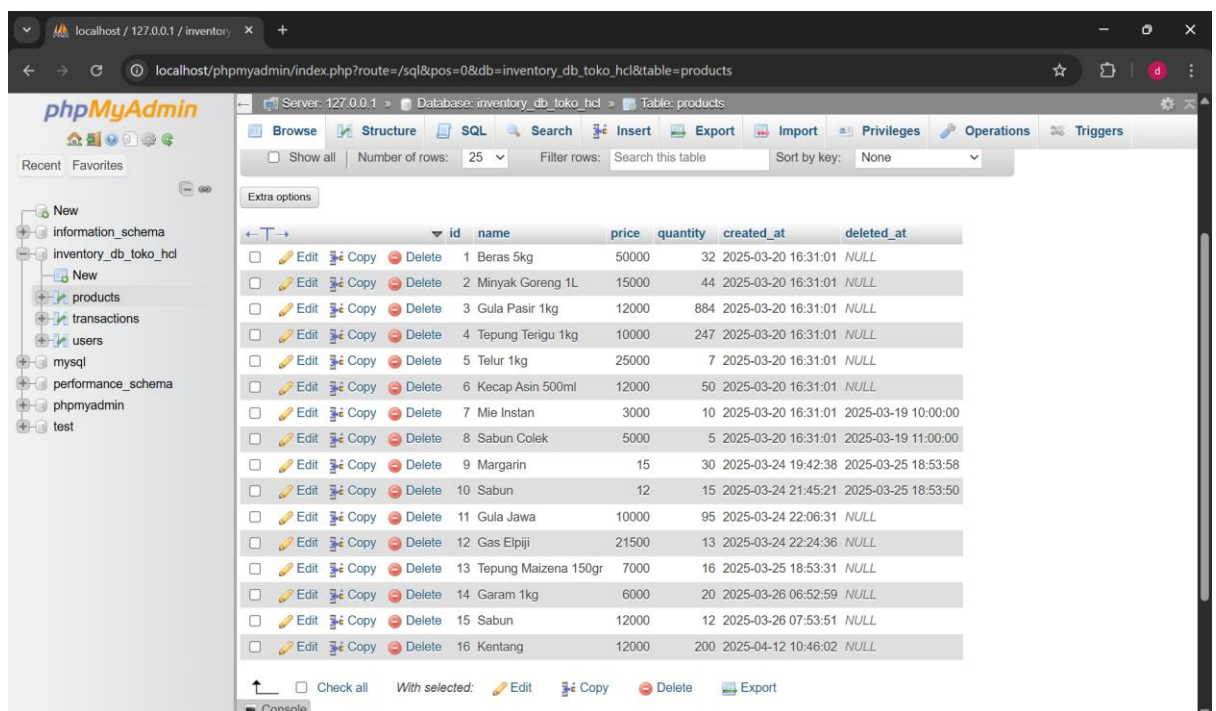 localhost / 127.0.0.1 / inventory
localhost/phpmyadmin/index.php?route=/sql&pos=0&db=inventory_db_toko_hcl&table=products
d
phpMyAdmin
Recent Favorites
New
information_schema
inventory_db_toko_hcl
New
products
transactions
users
mysql
performance_schema
phpmyadmin
test
Server: 127.0.0.1 » Database: inventory_db_toko_hcl » Table: products
Browse Structure SQL Search Insert Export Import Privileges Operations Triggers
Show all | Number of rows: 25 Filter rows: Search this table Sort by key: None
Extra options
id name price quantity created_at deleted_at
Edit Copy Delete 1 Beras 5kg 50000 32 2025-03-20 16:31:01 NULL
Edit Copy Delete 2 Minyak Goreng 1L 15000 44 2025-03-20 16:31:01 NULL
Edit Copy Delete 3 Gula Pasir 1kg 12000 884 2025-03-20 16:31:01 NULL
Edit Copy Delete 4 Tepung Terigu 1kg 10000 247 2025-03-20 16:31:01 NULL
Edit Copy Delete 5 Telur 1kg 25000 7 2025-03-20 16:31:01 NULL
Edit Copy Delete 6 Kecap Asin 500ml 12000 50 2025-03-20 16:31:01 NULL
Edit Copy Delete 7 Mie Instan 3000 10 2025-03-20 16:31:01 2025-03-19 10:00:00
Edit Copy Delete 8 Sabun Colek 5000 5 2025-03-20 16:31:01 2025-03-19 11:00:00
Edit Copy Delete 9 Margarin 15 30 2025-03-24 19:42:38 2025-03-25 18:53:58
Edit Copy Delete 10 Sabun 12 15 2025-03-24 21:45:21 2025-03-25 18:53:50
Edit Copy Delete 11 Gula Jawa 10000 95 2025-03-24 22:06:31 NULL
Edit Copy Delete 12 Gas Elpiji 21500 13 2025-03-24 22:24:36 NULL
Edit Copy Delete 13 Tepung Maizena 150gr 7000 16 2025-03-25 18:53:31 NULL
Edit Copy Delete 14 Garam 1kg 6000 20 2025-03-26 06:52:59 NULL
Edit Copy Delete 15 Sabun 12000 12 2025-03-26 07:53:51 NULL
Edit Copy Delete 16 Kentang 12000 200 2025-04-12 10:46:02 NULL
Check all With selected: Edit Copy Delete Export
Console